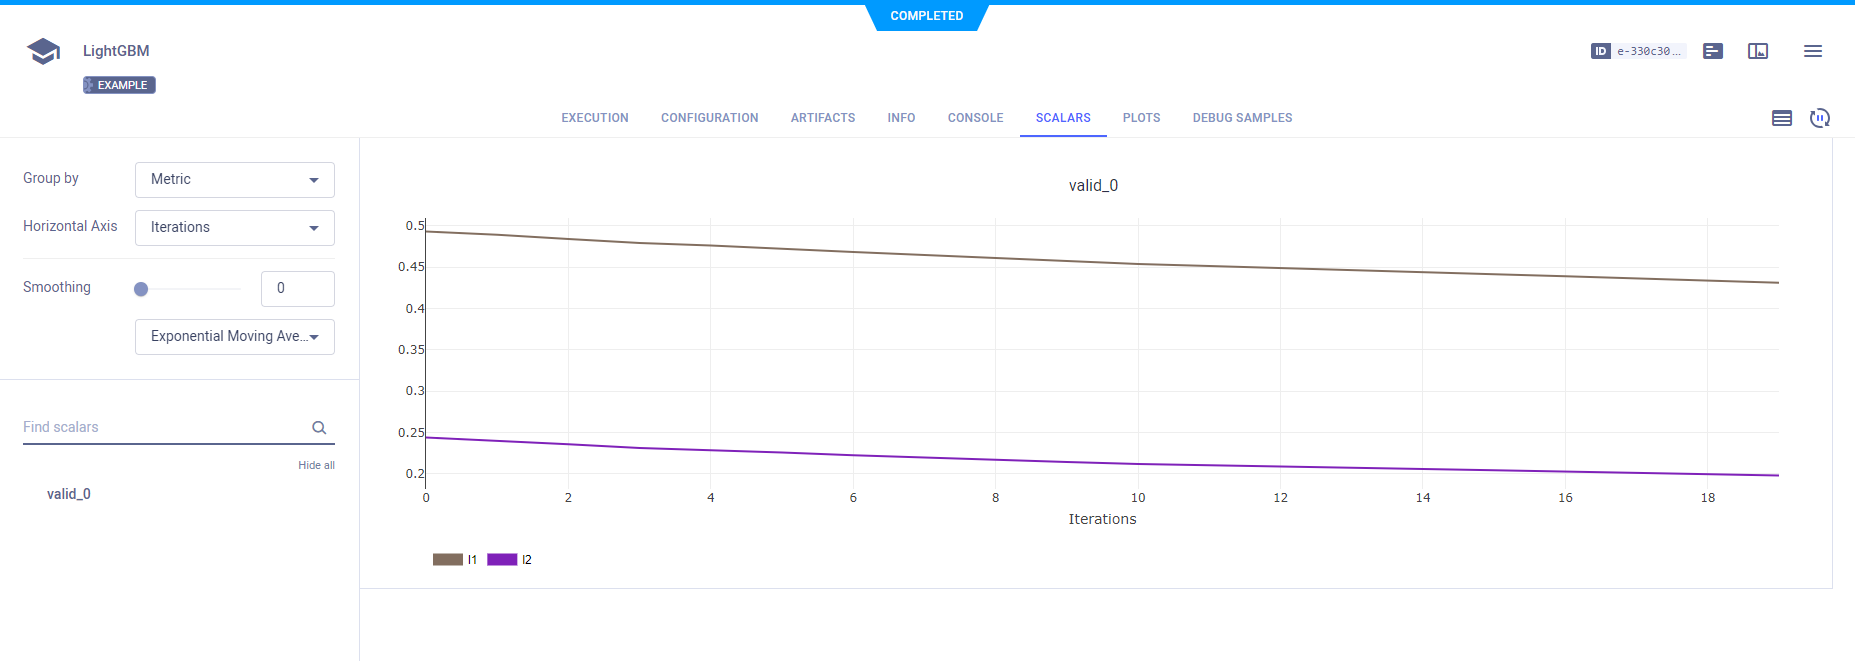 COMPLETED
LightGBM
EXAMPLE
ID e-330c30...
EXECUTION CONFIGURATION ARTIFACTS INFO CONSOLE SCALARS PLOTS DEBUG SAMPLES
Group by Metric
Horizontal Axis Iterations
Smoothing 0
Exponential Moving Ave...
Find scalars
Hide all
valid_0
valid_0
0.5
0.45
0.4
0.35
0.3
0.25
0.2
0 2 4 6 8 10 12 14 16 18
Iterations
l1 l2